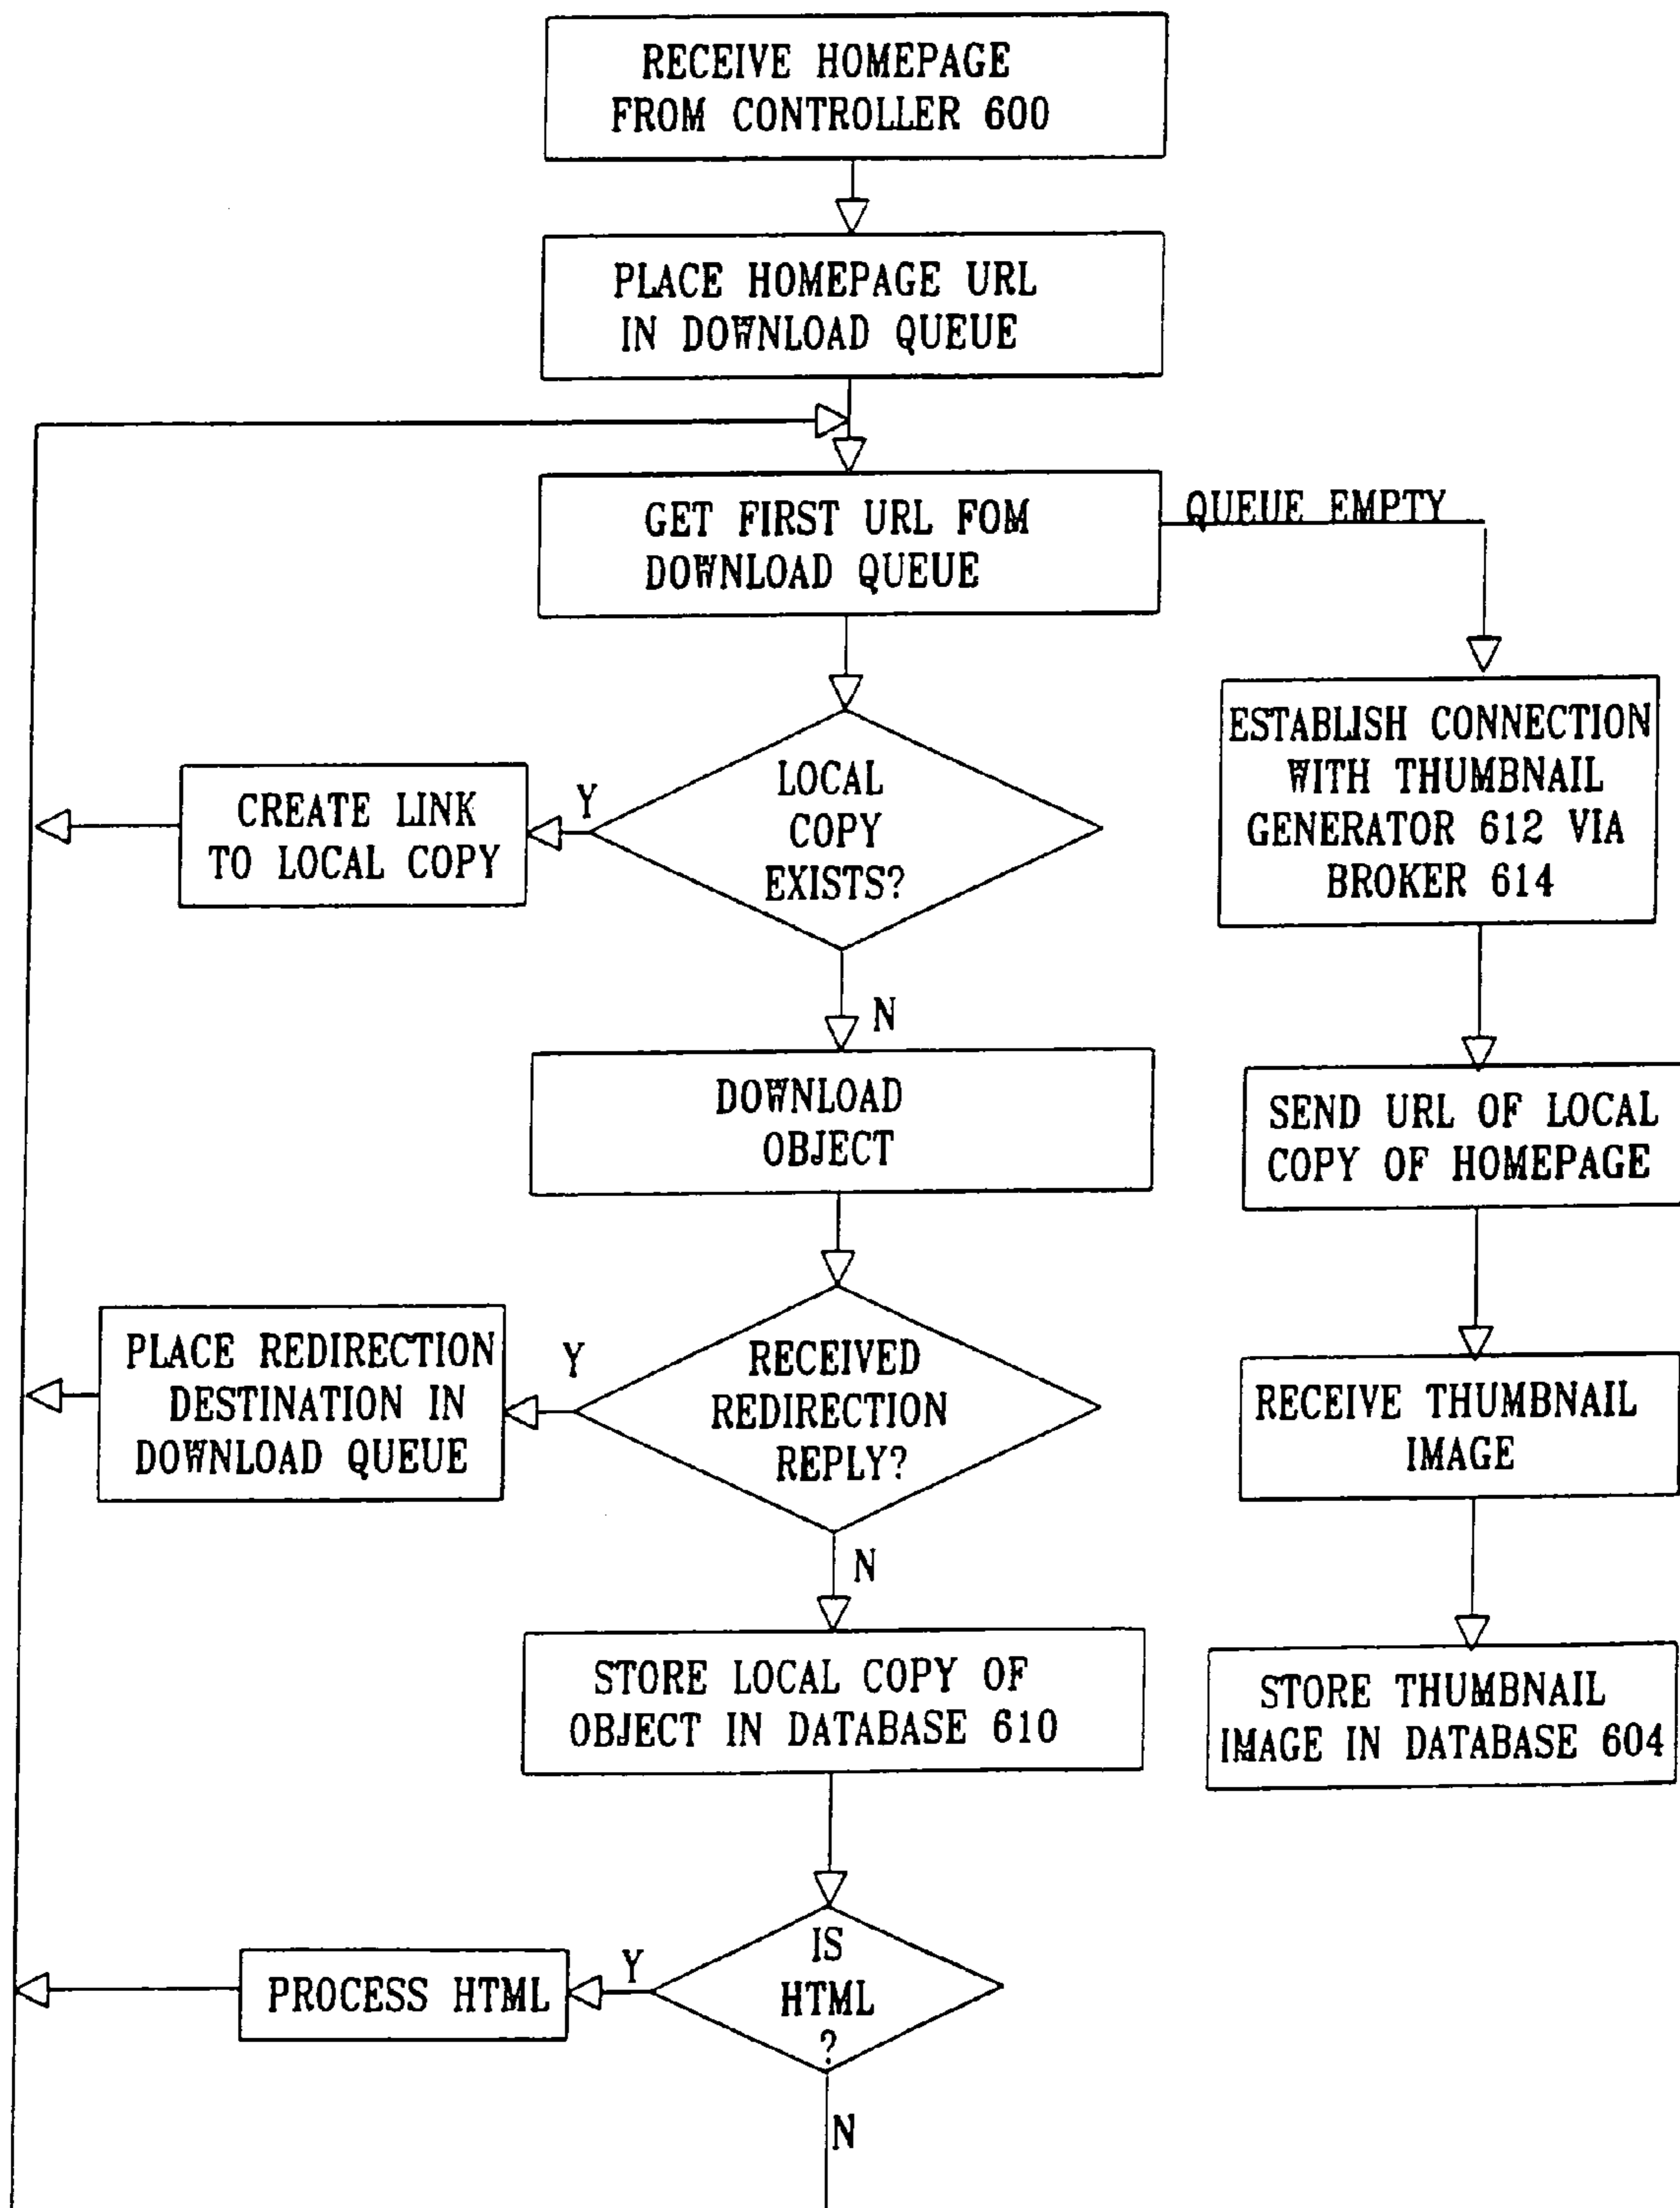 RECEIVE HOMEPAGE
FROM CONTROLLER 600
PLACE HOMEPAGE URL
IN DOWNLOAD QUEUE
GET FIRST URL FOM
DOWNLOAD QUEUE
QUEUE EMPTY
LOCAL
COPY
EXISTS?
Y
CREATE LINK
TO LOCAL COPY
N
DOWNLOAD
OBJECT
RECEIVED
REDIRECTION
REPLY?
Y
PLACE REDIRECTION
DESTINATION IN
DOWNLOAD QUEUE
N
STORE LOCAL COPY OF
OBJECT IN DATABASE 610
IS
HTML
?
Y
PROCESS HTML
N
ESTABLISH CONNECTION
WITH THUMBNAIL
GENERATOR 612 VIA
BROKER 614
SEND URL OF LOCAL
COPY OF HOMEPAGE
RECEIVE THUMBNAIL
IMAGE
STORE THUMBNAIL
IMAGE IN DATABASE 604